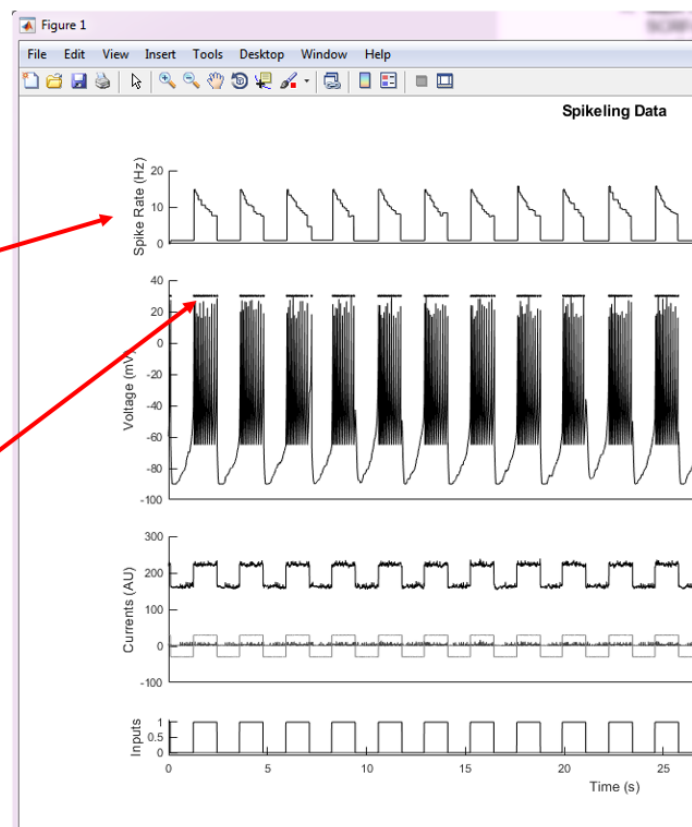 Figure 1
File Edit View Insert Tools Desktop Window Help
Spikeling Data
Spike Rate (Hz)
20
10
0
Voltage (mV)
40
20
0
-20
-40
-60
-80
-100
Currents (AU)
300
200
100
0
-100
Inputs
1
0.5
0
0 5 10 15 20 25
Time (s)